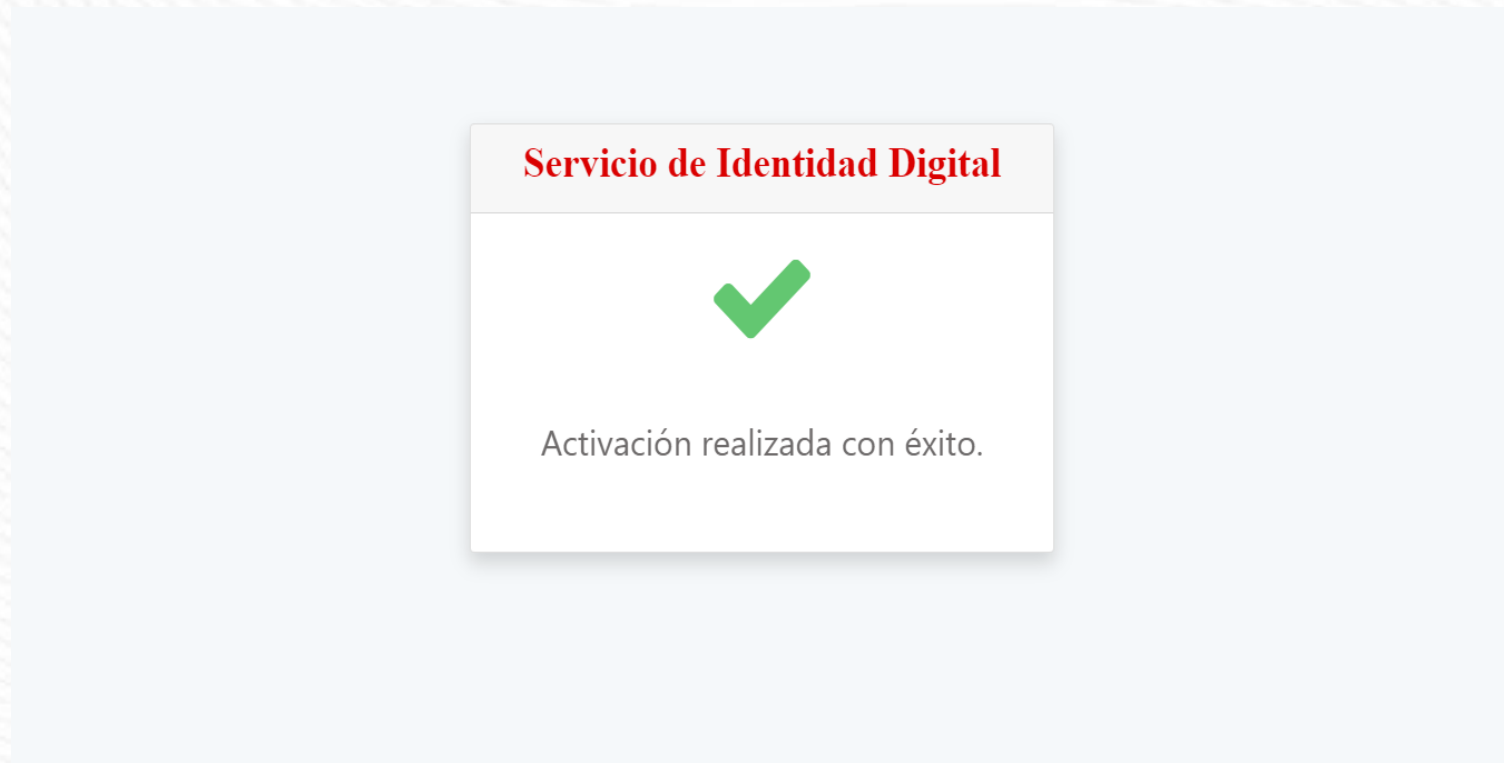 Servicio de Identidad Digital
Activación realizada con éxito.